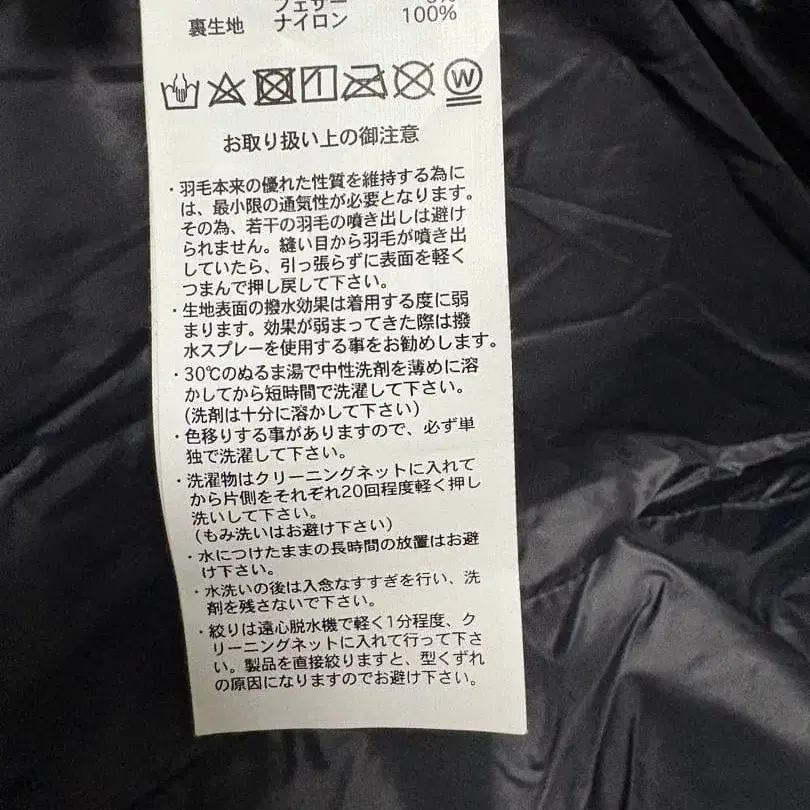 フェザー
裏生地 ナイロン 100%
W
お取り扱い上の御注意
・羽毛本来の優れた性質を維持する為に
は、最小限の通気性が必要となります。
その為、若干の羽毛の噴き出しは避け
られません。縫い目から羽毛が噴き出
していたら、引っ張らずに表面を軽く
つまんで押し戻して下さい。
・生地表面の撥水効果は着用する度に弱
まります。効果が弱まってきた際は撥
水スプレーを使用する事をお勧めします。
・30℃のぬるま湯で中性洗剤を薄めに溶
かしてから短時間で洗濯して下さい。
(洗剤は十分に溶かして下さい)
・色移りする事がありますので、必ず単
独で洗濯して下さい。
・洗濯物はクリーニングネットに入れて
から片側をそれぞれ20回程度軽く押し
洗いして下さい。
(もみ洗いはお避け下さい)
・水につけたままの長時間の放置はお避
け下さい。
・水洗いの後は入念なすすぎを行い、洗
剤を残さないで下さい。
・絞りは遠心脱水機で軽く1分程度、ク
リーニングネットに入れて行って下さ
い。製品を直接絞りますと、型くずれ
の原因になりますのでお避け下さい。